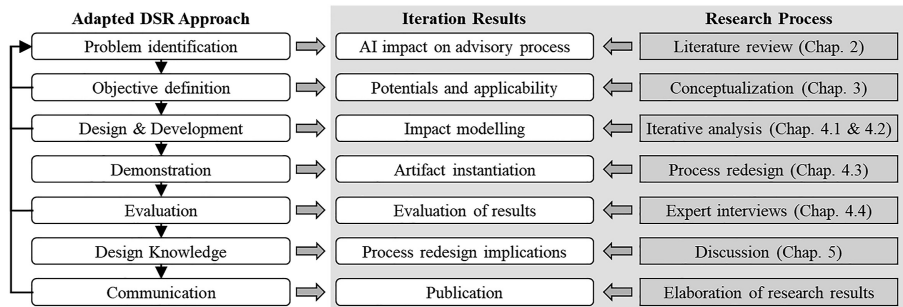 Adapted DSR Approach Iteration Results Research Process
Problem identification AI impact on advisory process Literature review (Chap. 2)
Objective definition Potentials and applicability Conceptualization (Chap. 3)
Design & Development Impact modelling Iterative analysis (Chap. 4.1 & 4.2)
Demonstration Artifact instantiation Process redesign (Chap. 4.3)
Evaluation Evaluation of results Expert interviews (Chap. 4.4)
Design Knowledge Process redesign implications Discussion (Chap. 5)
Communication Publication Elaboration of research results